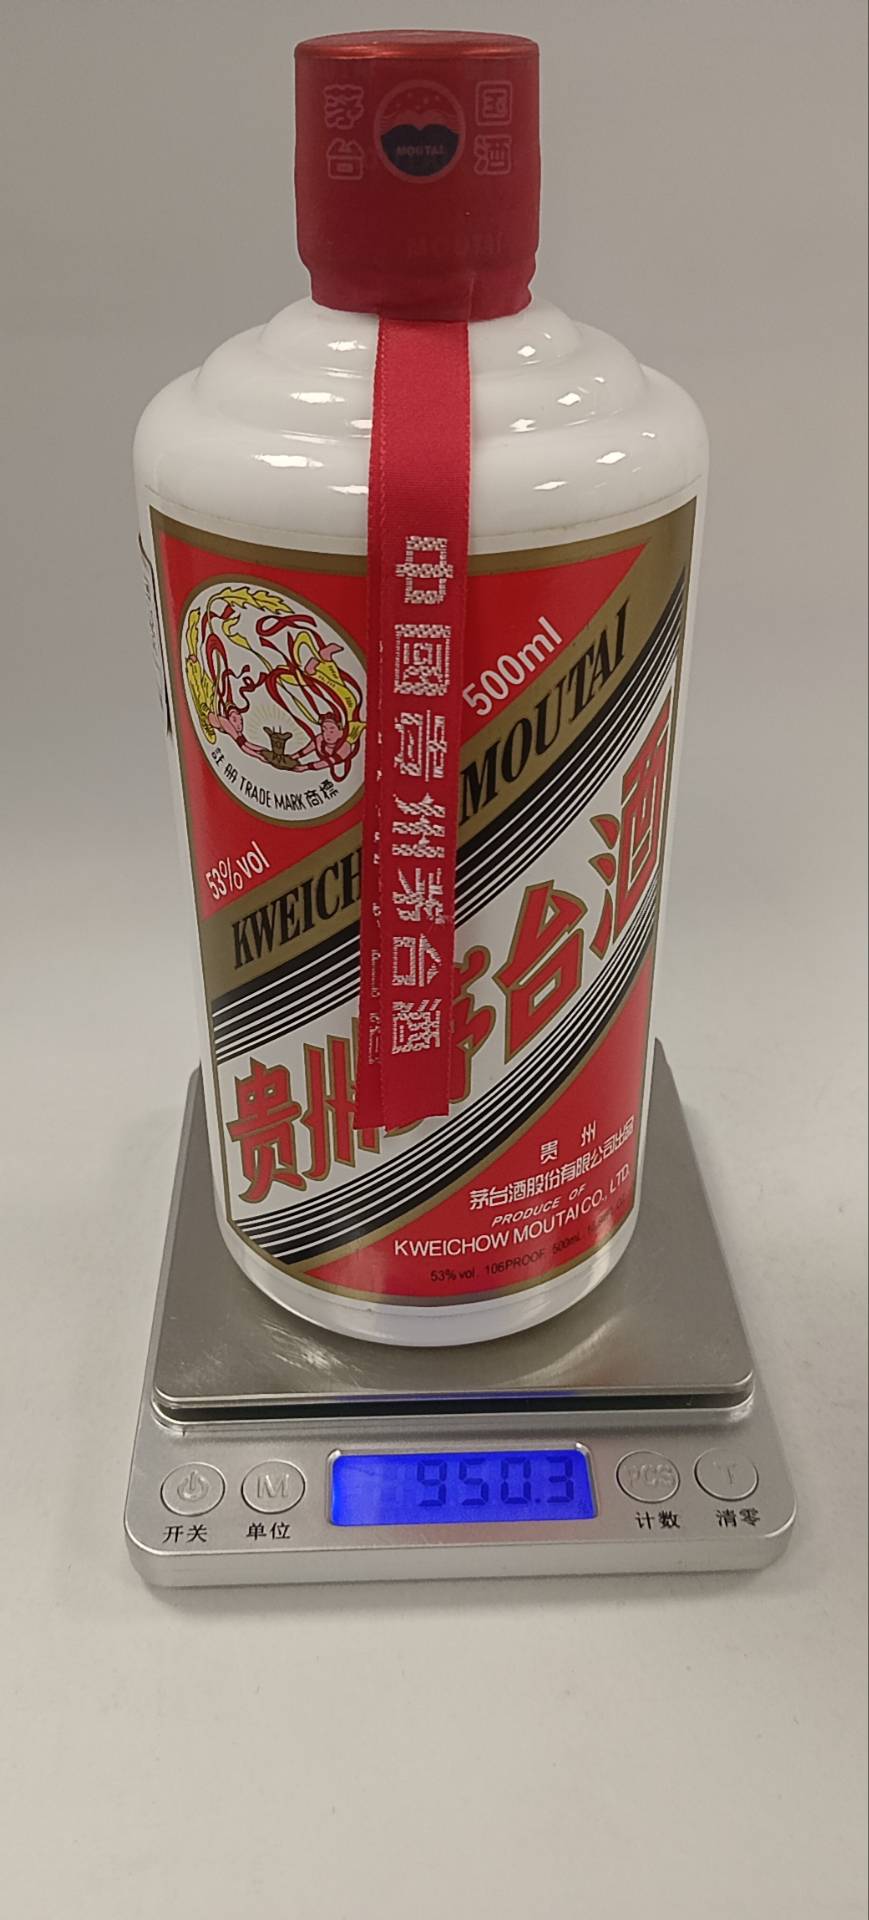 茅台
国酒
MOUTAI
MOUTAI
中国贵州茅台酒
500ml
註册 TRADE MARK 商標
53%vol
KWEICH MOUTAI
贵州茅台酒
贵 州
茅台酒股份有限公司出品
PRODUCE OF
KWEICHOW MOUTAI CO., LTD.
53% vol. 106PROOF 500mL
950.3
M
PCS
T
开关
单位
计数
清零